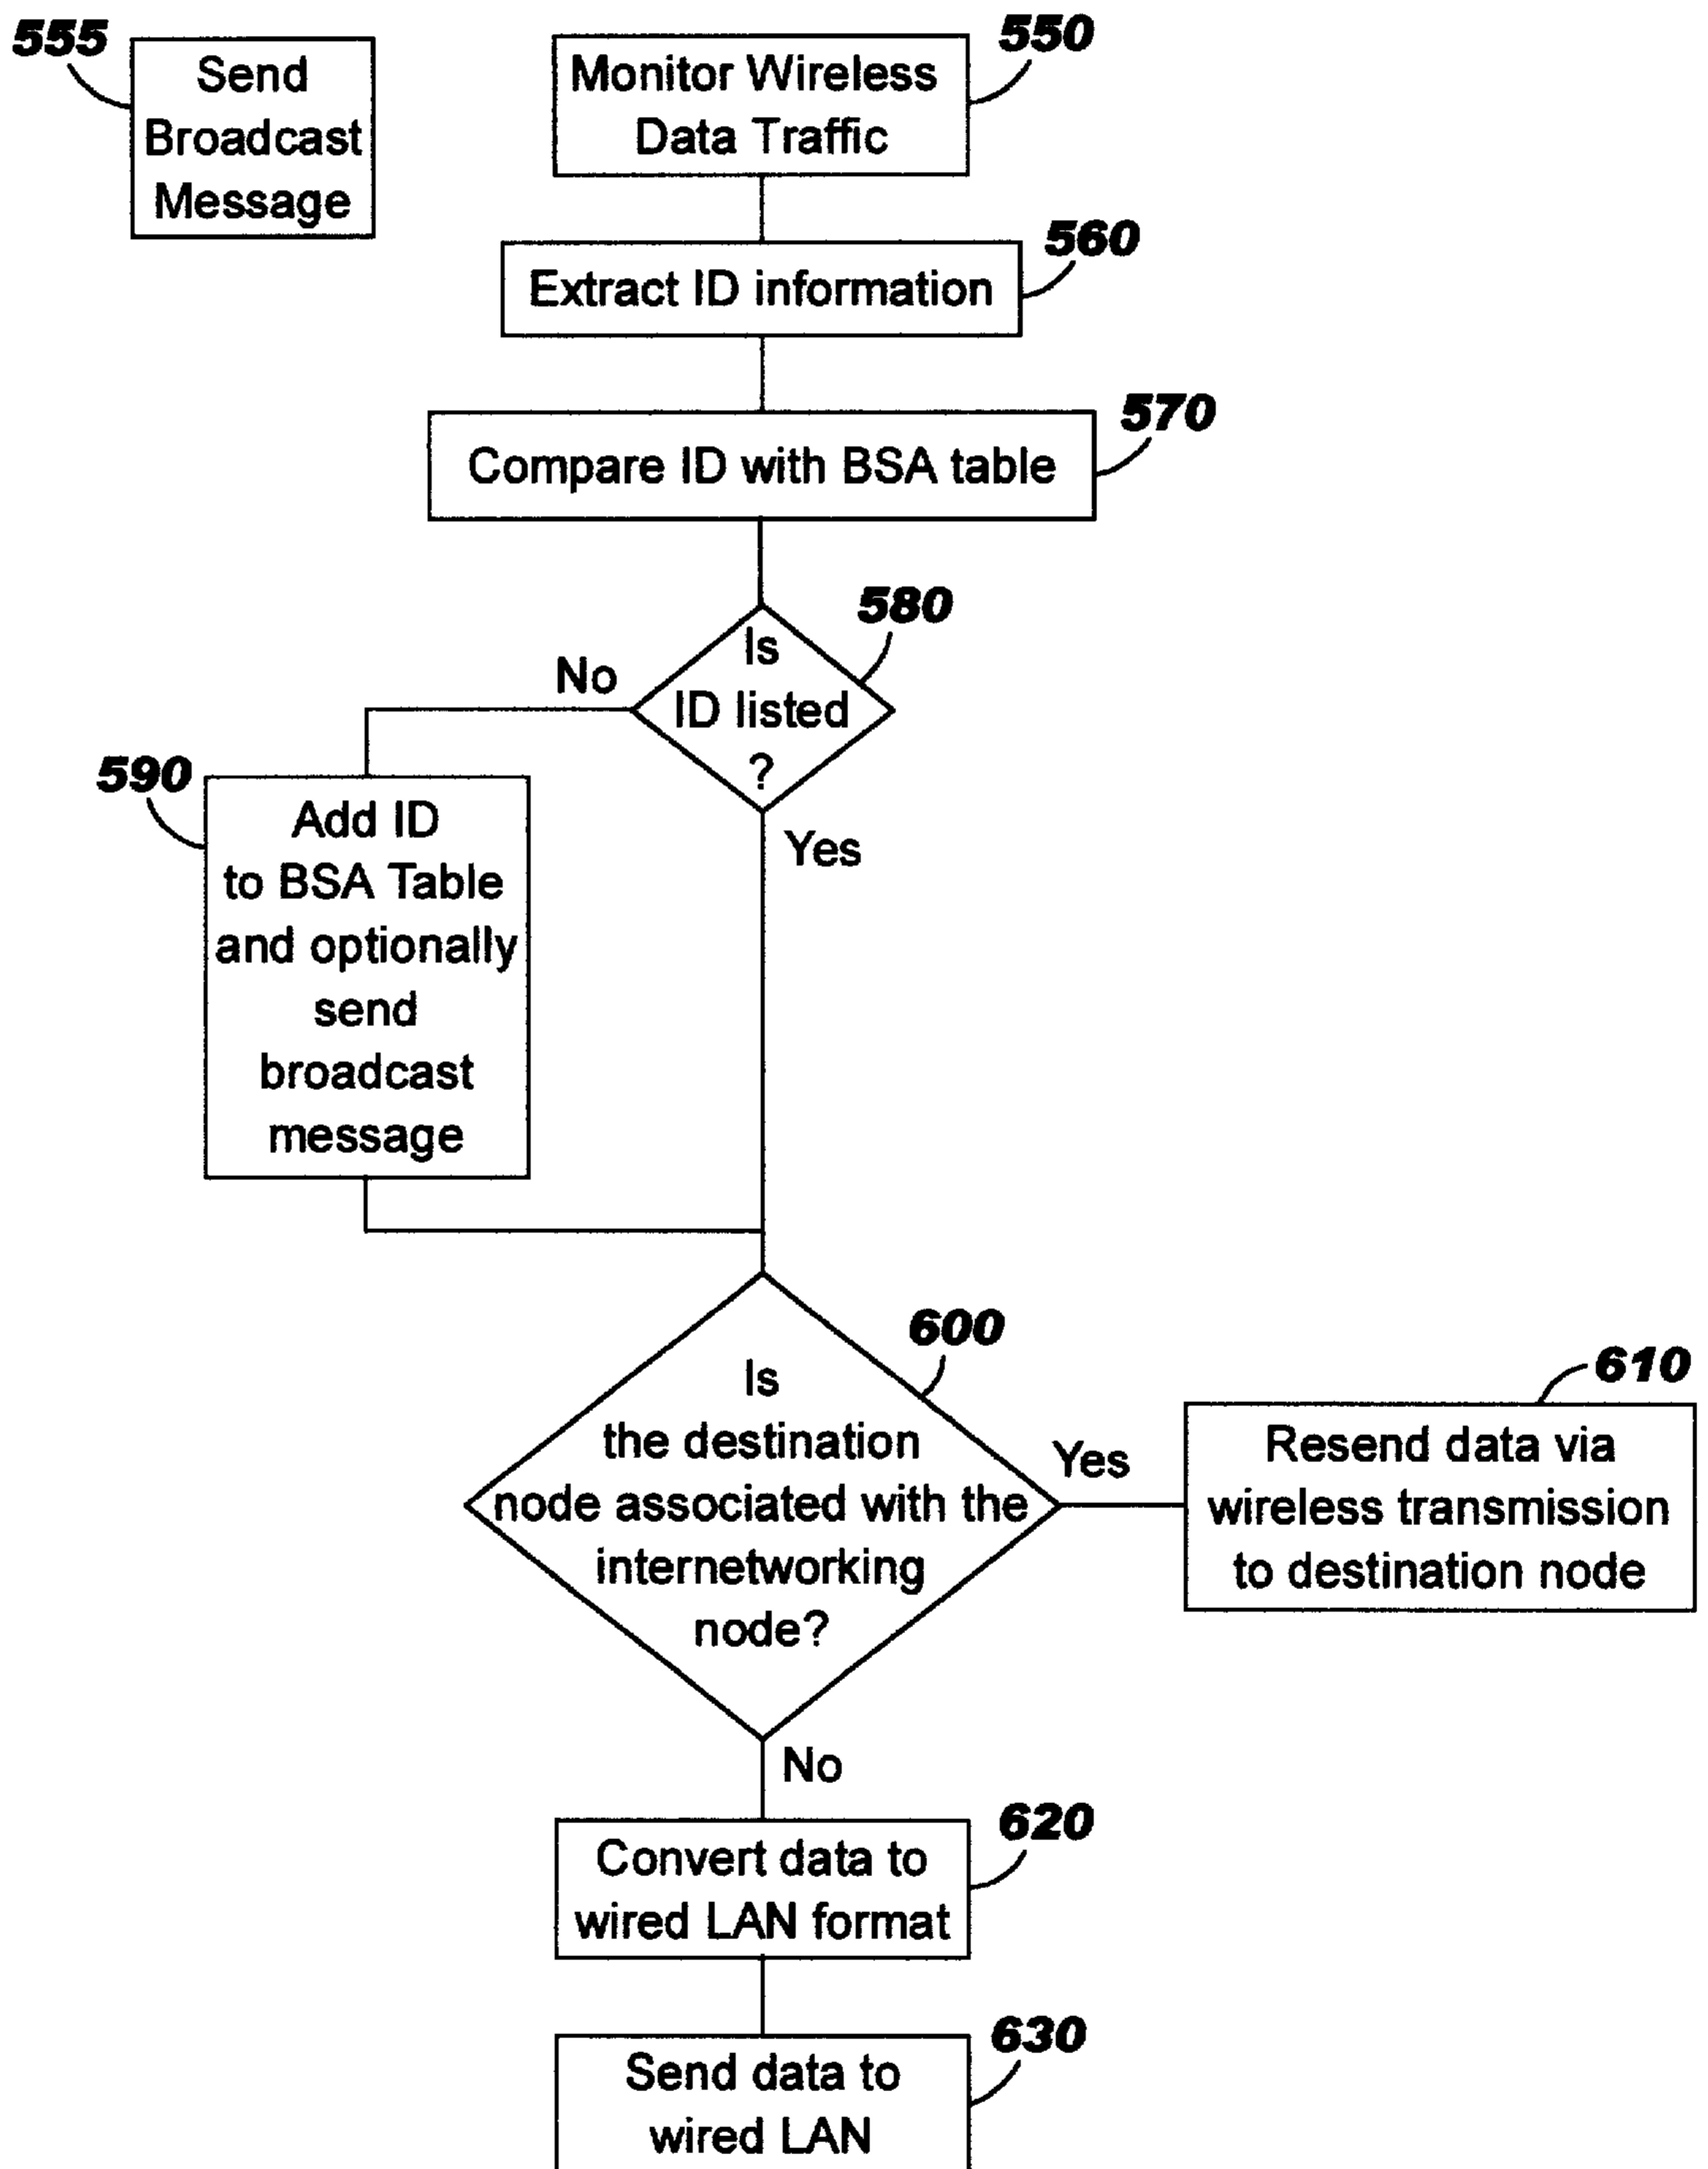 555
Send
Broadcast
Message
550
Monitor Wireless
Data Traffic
560
Extract ID information
570
Compare ID with BSA table
580
Is
ID listed
?
No
Yes
590
Add ID
to BSA Table
and optionally
send
broadcast
message
600
Is
the destination
node associated with the
internetworking
node?
Yes
610
Resend data via
wireless transmission
to destination node
No
620
Convert data to
wired LAN format
630
Send data to
wired LAN